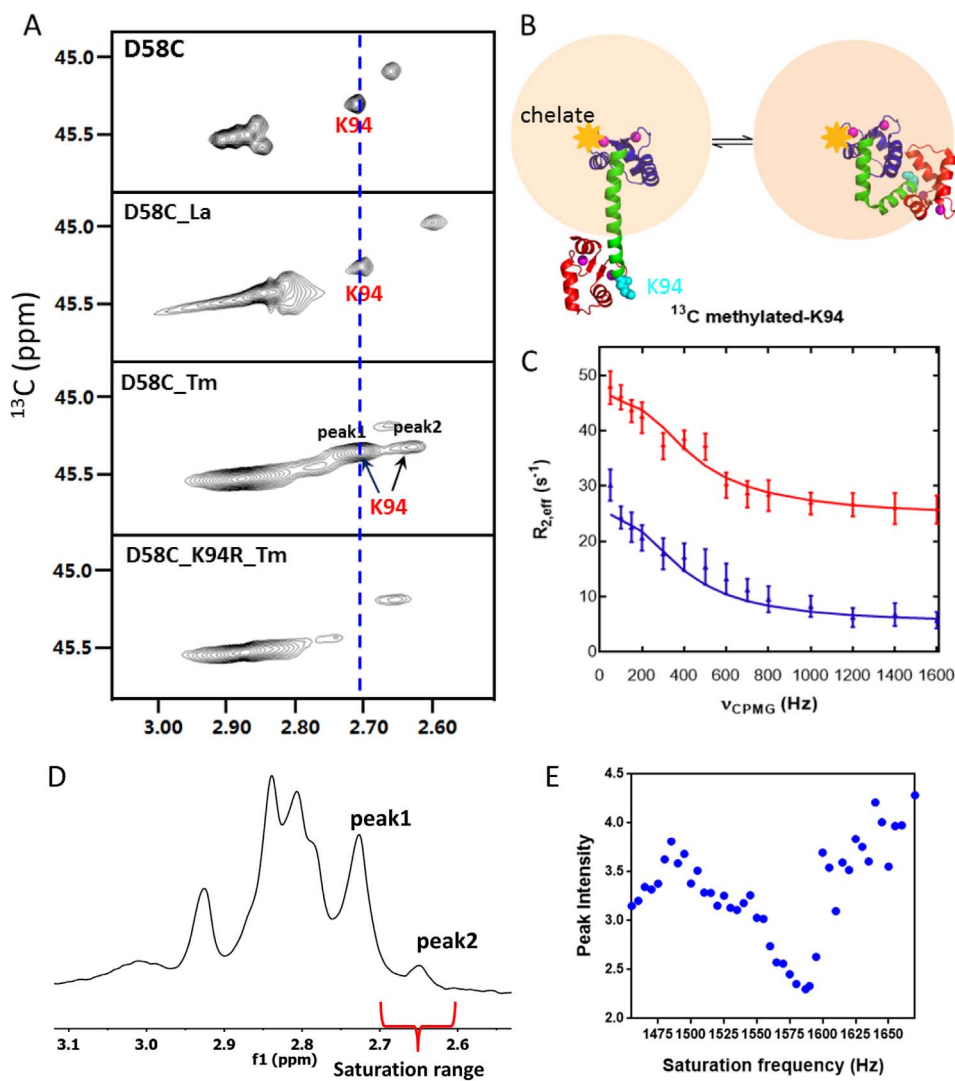 A
D58C
45.0
45.5
K94
D58C_La
45.0
45.5
K94
D58C_Tm
45.0
45.5
peak1
peak2
K94
D58C_K94R_Tm
45.0
45.5
¹³C (ppm)
3.00 2.90 2.80 2.70 2.60
B
chelate
K94
¹³C methylated-K94
C
50
40
30
20
10
0
R2,eff (s⁻¹)
0 200 400 600 800 1000 1200 1400 1600
νCPMG (Hz)
D
peak1
peak2
3.1 3.0 2.9 2.8 2.7 2.6
f1 (ppm)
Saturation range
E
4.5
4.0
3.5
3.0
2.5
2.0
Peak Intensity
1475 1500 1525 1550 1575 1600 1625 1650
Saturation frequency (Hz)